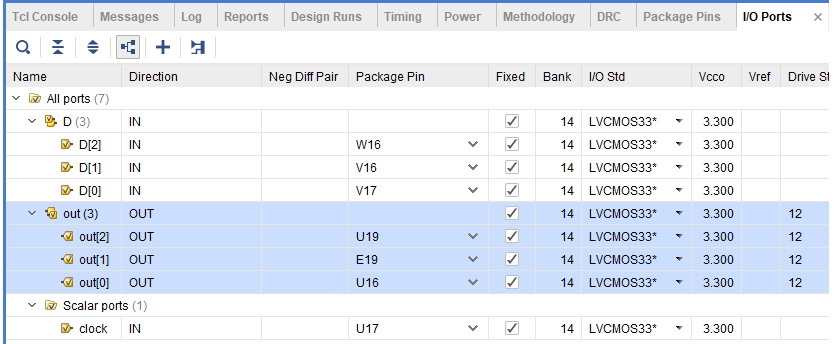 Tcl Console Messages Log Reports Design Runs Timing Power Methodology DRC Package Pins I/O Ports
Name Direction Neg Diff Pair Package Pin Fixed Bank I/O Std Vcco Vref Drive St
All ports (7)
D (3) IN 14 LVCMOS33* 3.300
D[2] IN W16 14 LVCMOS33* 3.300
D[1] IN V16 14 LVCMOS33* 3.300
D[0] IN V17 14 LVCMOS33* 3.300
out (3) OUT 14 LVCMOS33* 3.300 12
out[2] OUT U19 14 LVCMOS33* 3.300 12
out[1] OUT E19 14 LVCMOS33* 3.300 12
out[0] OUT U16 14 LVCMOS33* 3.300 12
Scalar ports (1)
clock IN U17 14 LVCMOS33* 3.300